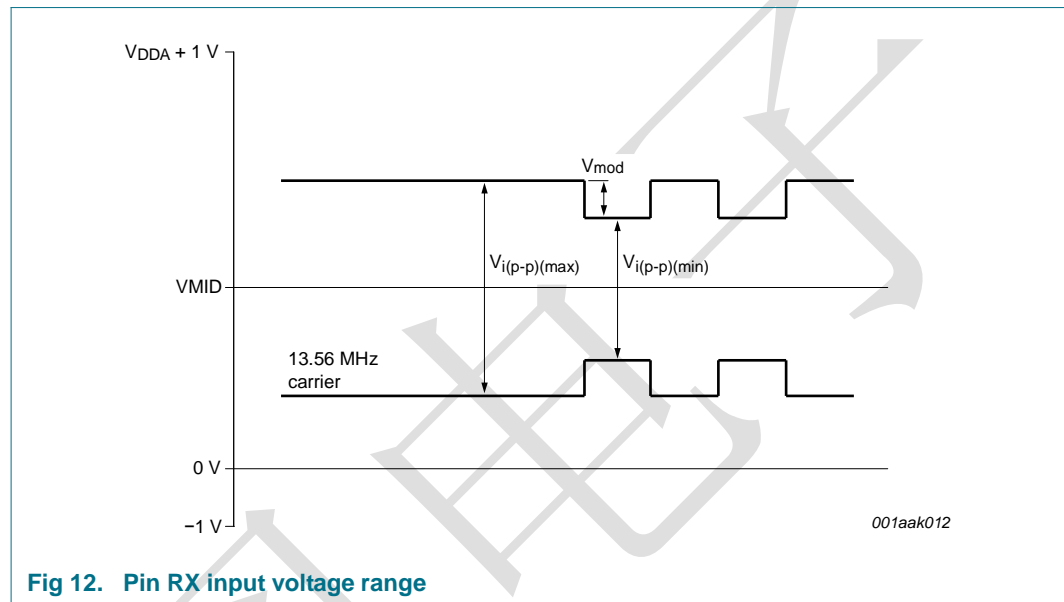 VDDA + 1 V
Vmod
Vi(p-p)(max)
Vi(p-p)(min)
VMID
13.56 MHz
carrier
0 V
−1 V
001aak012
Fig 12. Pin RX input voltage range